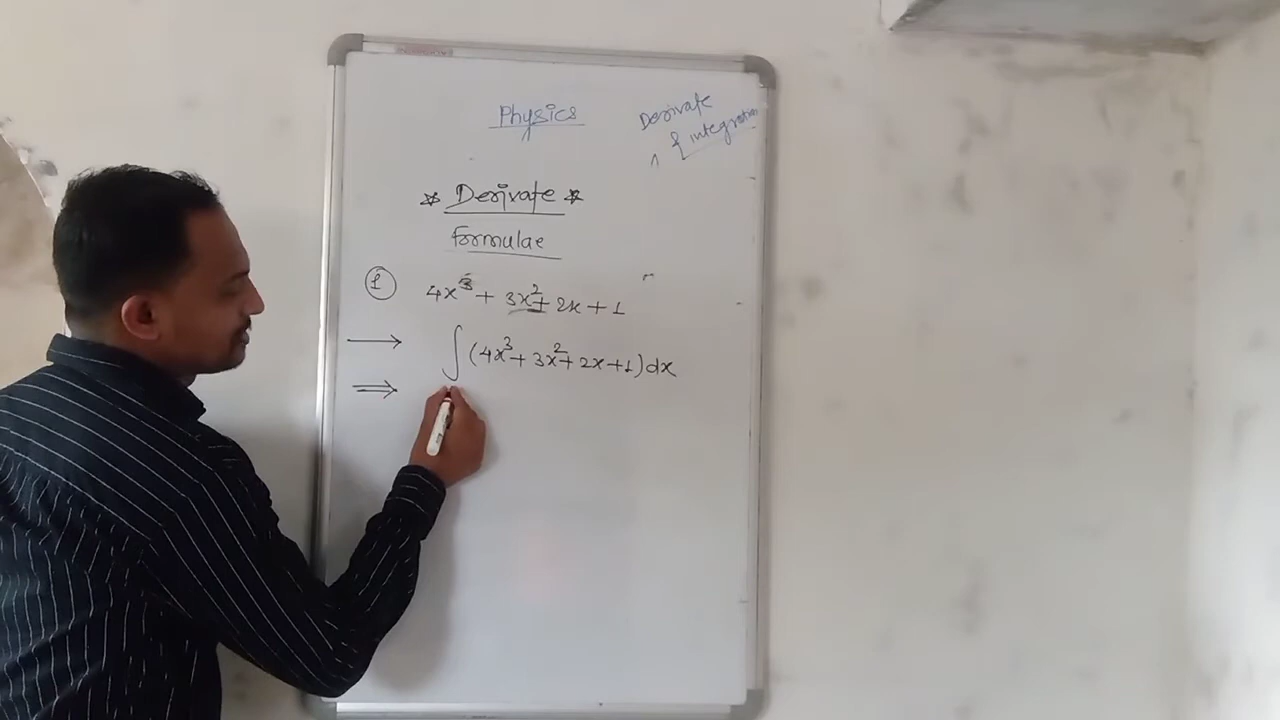 Physics
Derivate
& integration
* Derivate *
formulae
1 4x³ + 3x² + 2x + 1
→ ∫(4x³ + 3x² + 2x + 1)dx
⇒